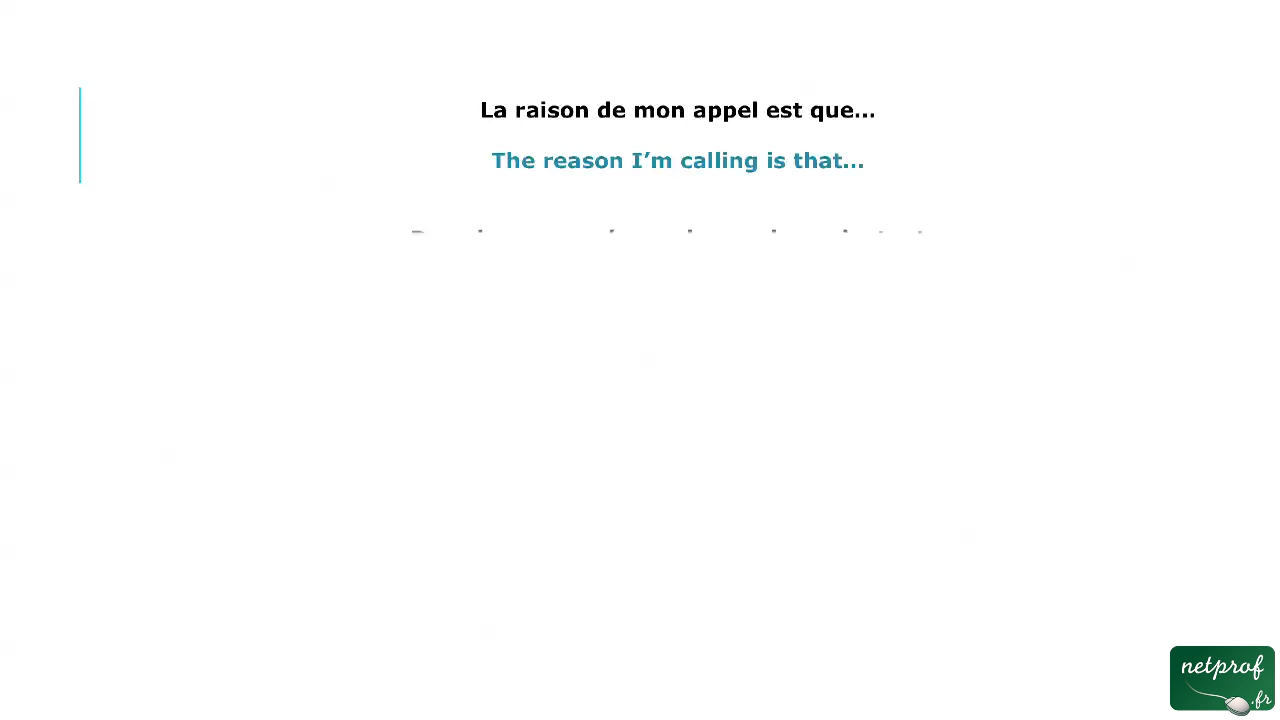 La raison de mon appel est que...
The reason I’m calling is that...
netprof
.fr